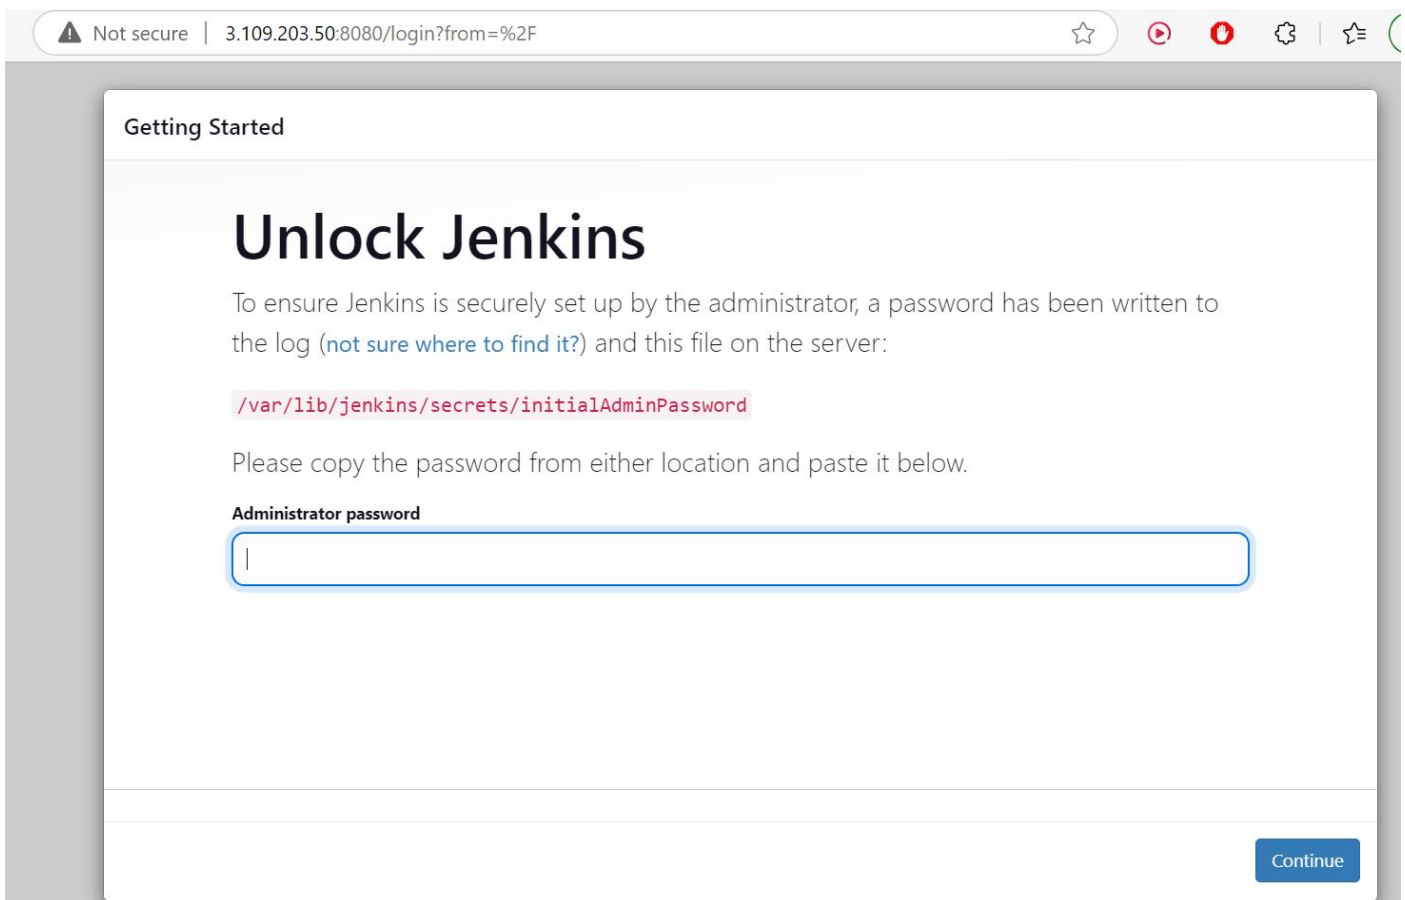 Not secure 3.109.203.50:8080/login?from=%2F
Getting Started
Unlock Jenkins
To ensure Jenkins is securely set up by the administrator, a password has been written to
the log (not sure where to find it?) and this file on the server:
/var/lib/jenkins/secrets/initialAdminPassword
Please copy the password from either location and paste it below.
Administrator password
Continue